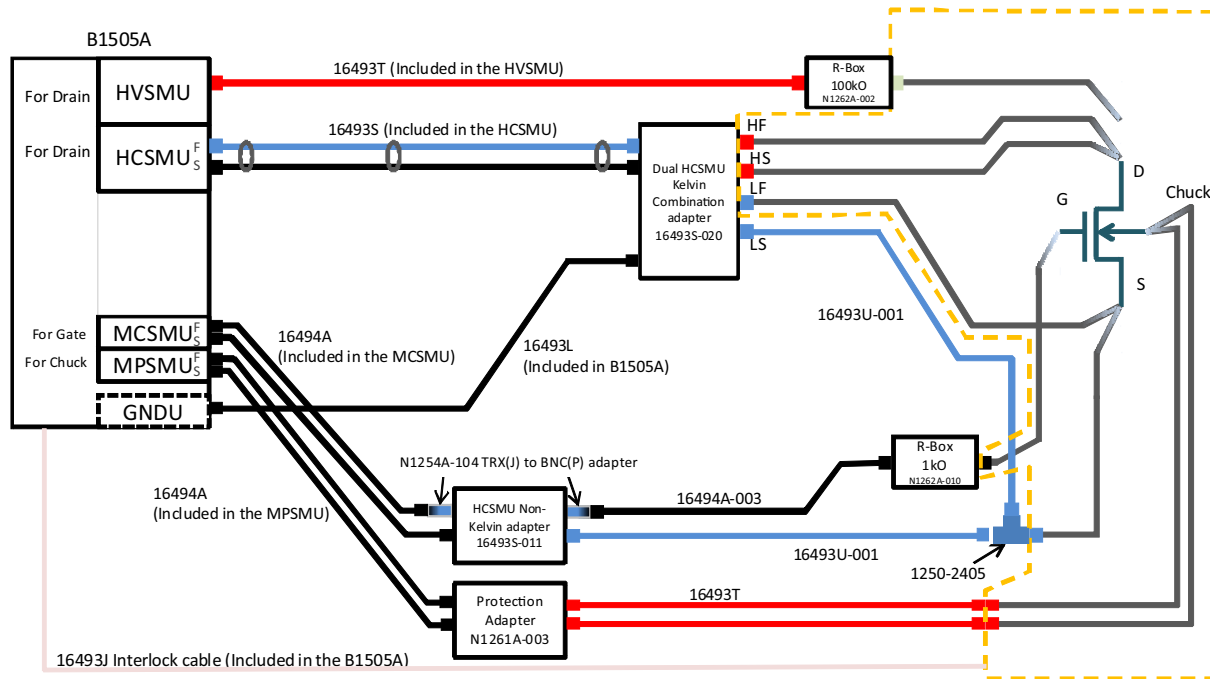 B1505A
For Drain
HVSMU
16493T (Included in the HVSMU)
R-Box
100kO
N1262A-002
For Drain
HCSMU
F
S
16493S (Included in the HCSMU)
Dual HCSMU
Kelvin
Combination
adapter
16493S-020
HF
HS
LF
LS
D
G
S
Chuck
16493U-001
For Gate
MCSMU
F
S
For Chuck
MPSMU
F
S
GNDU
16494A
(Included in the MCSMU)
16493L
(Included in B1505A)
N1254A-104 TRX(J) to BNC(P) adapter
16494A
(Included in the MPSMU)
HCSMU Non-
Kelvin adapter
16493S-011
16494A-003
R-Box
1kO
N1262A-010
16493U-001
1250-2405
Protection
Adapter
N1261A-003
16493T
16493J Interlock cable (Included in the B1505A)